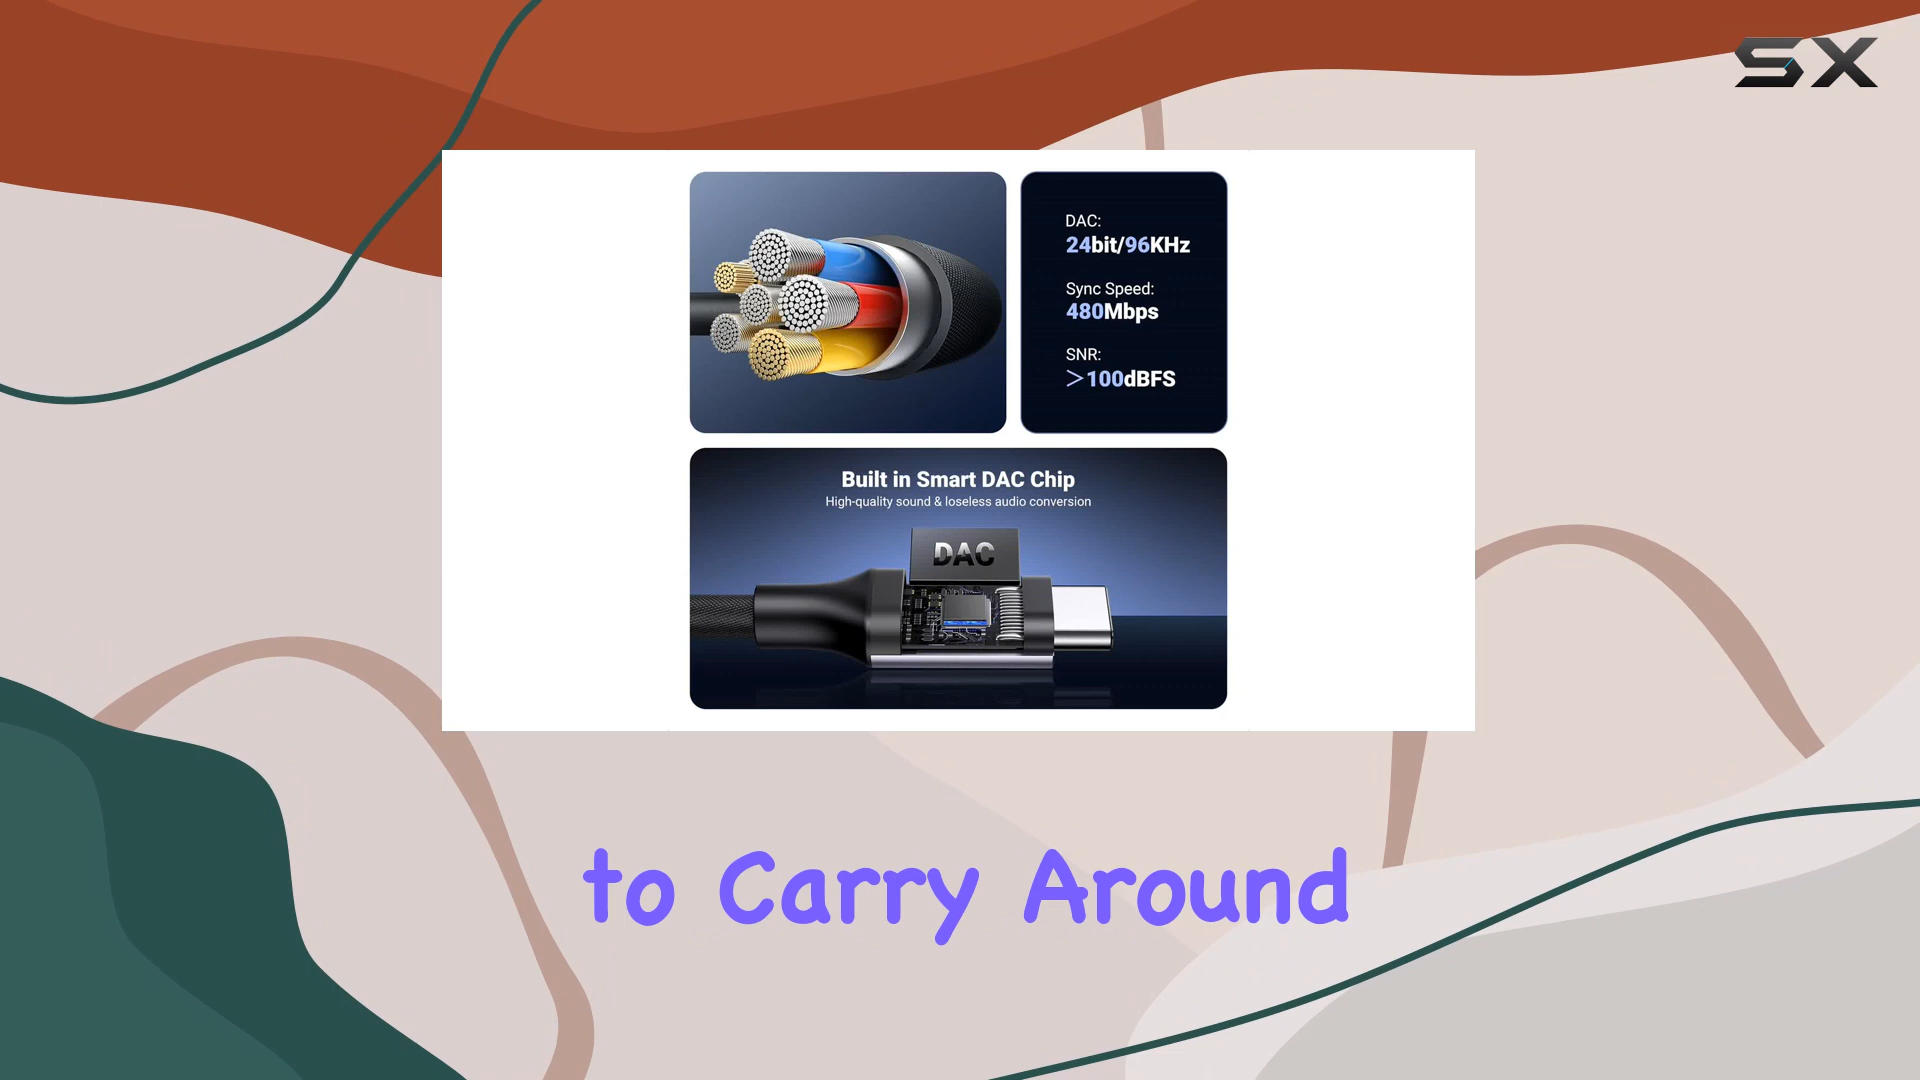 SX
DAC:
24bit/96KHz
Sync Speed:
480Mbps
SNR:
>100dBFS
Built in Smart DAC Chip
High-quality sound & loseless audio conversion
DAC
to Carry Around